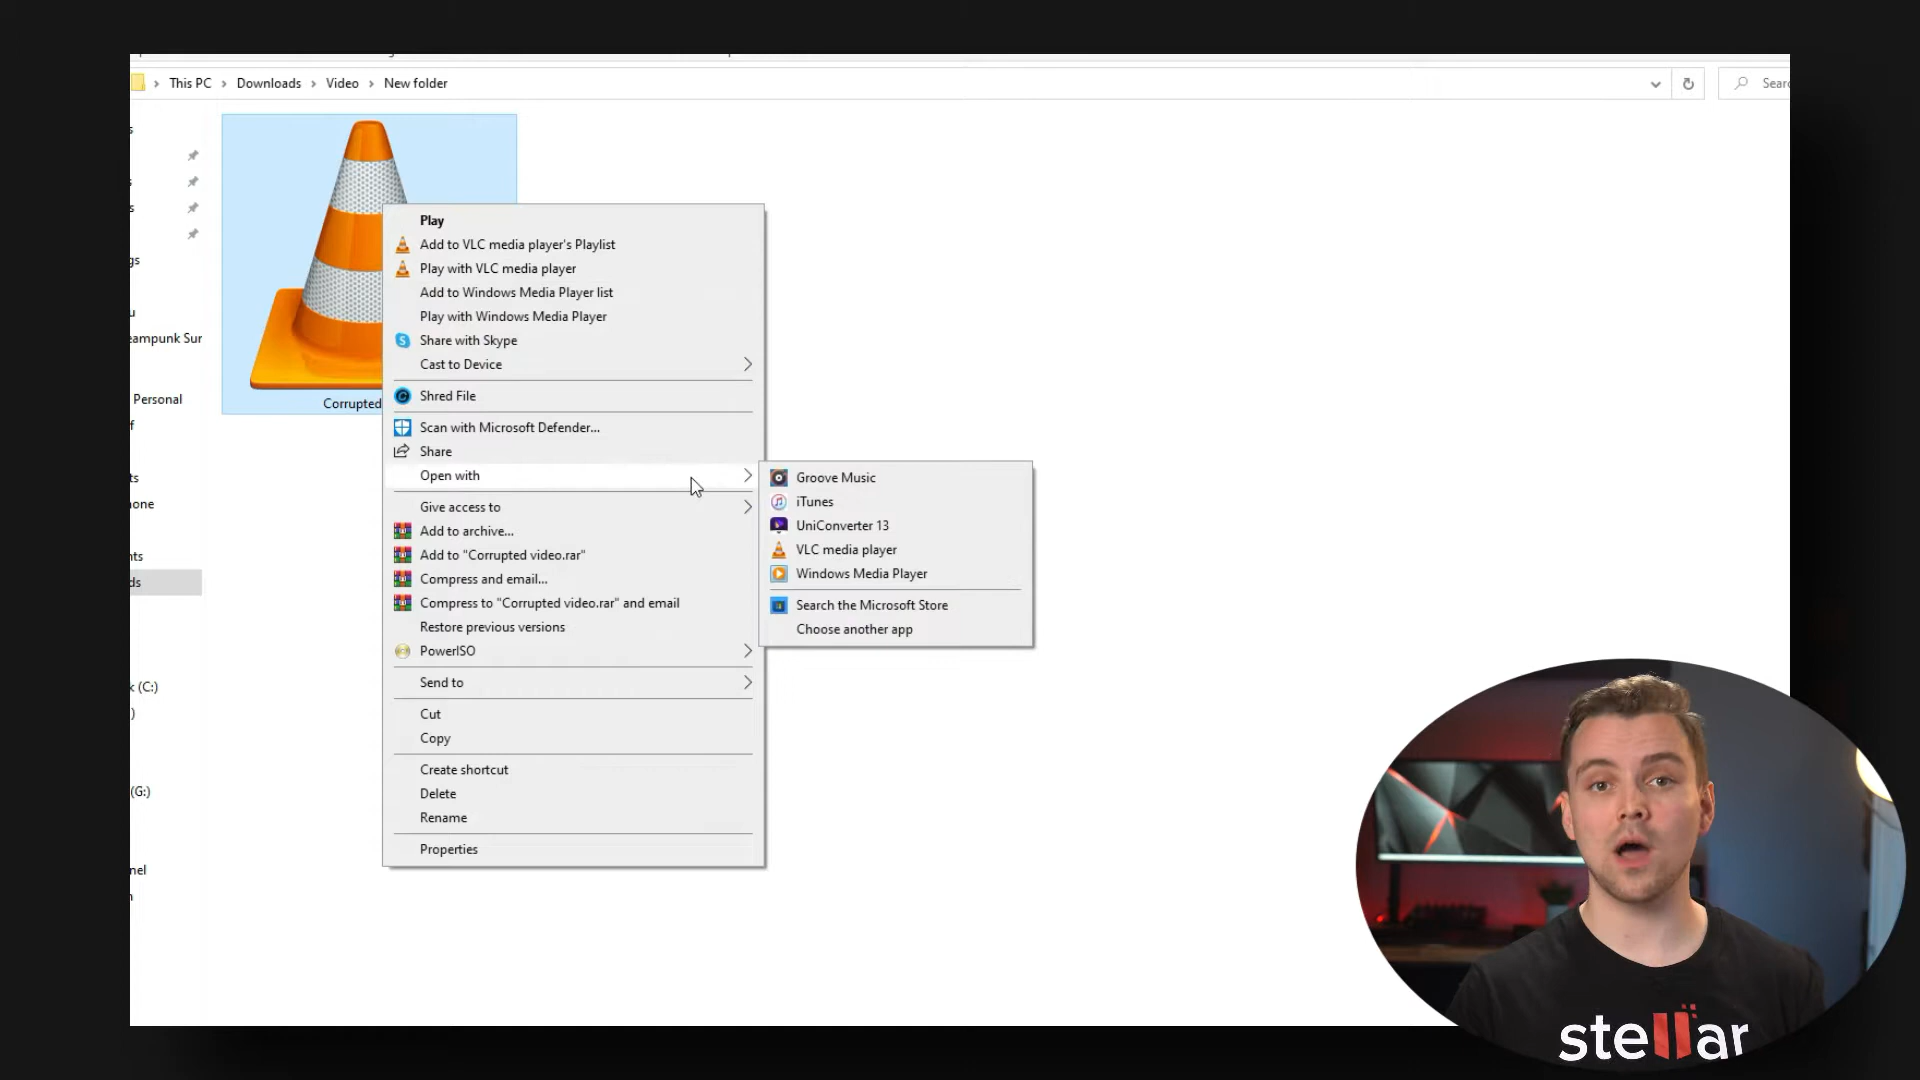 This PC > Downloads > Video > New folder
Play
Add to VLC media player's Playlist
Play with VLC media player
Add to Windows Media Player list
Play with Windows Media Player
Share with Skype
Cast to Device
Shred File
Corrupted
Scan with Microsoft Defender...
Share
Open with
Give access to
Add to archive...
Add to "Corrupted video.rar"
Compress and email...
Compress to "Corrupted video.rar" and email
Restore previous versions
PowerISO
Send to
Cut
Copy
Create shortcut
Delete
Rename
Properties
Groove Music
iTunes
UniConverter 13
VLC media player
Windows Media Player
Search the Microsoft Store
Choose another app
eampunk Sur
Personal
(C:)
(G:)
stellar